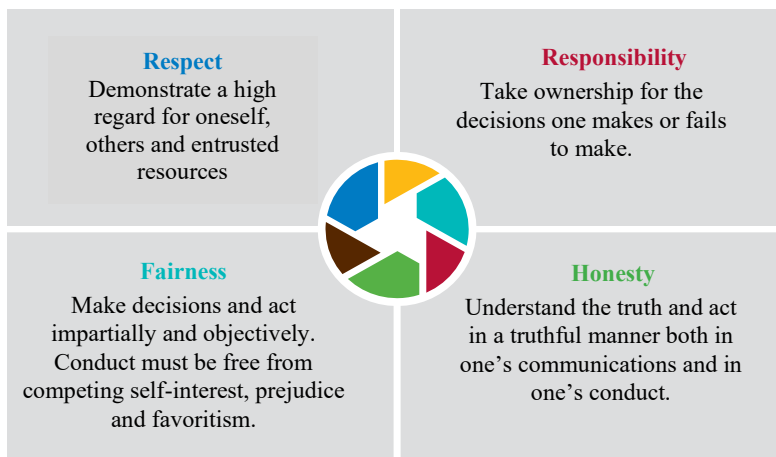 Respect
Demonstrate a high
regard for oneself,
others and entrusted
resources
Responsibility
Take ownership for the
decisions one makes or fails
to make.
Fairness
Make decisions and act
impartially and objectively.
Conduct must be free from
competing self-interest, prejudice
and favoritism.
Honesty
Understand the truth and act
in a truthful manner both in
one’s communications and in
one’s conduct.